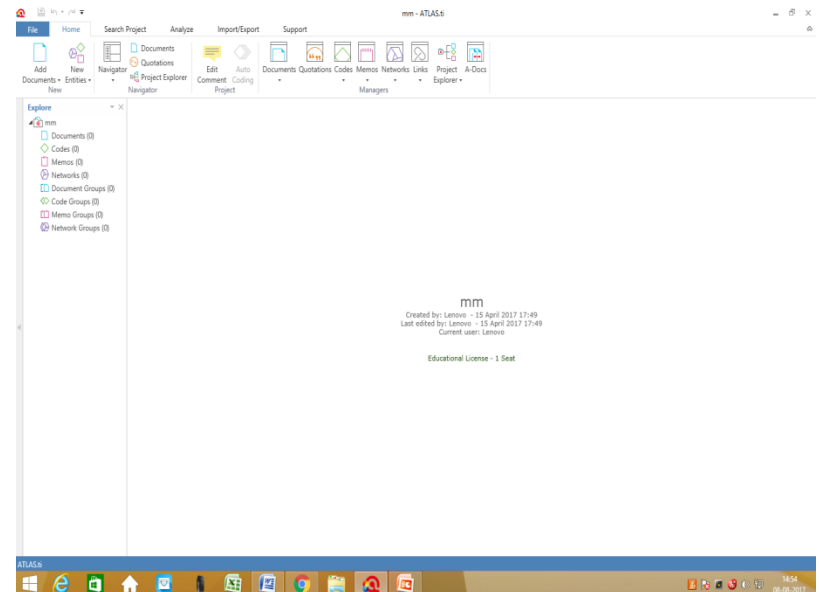 mm - ATLAS.ti
File Home Search Project Analyze Import/Export Support
Add Documents New Entities Navigator Documents Quotations Project Explorer Edit Comment Auto Coding Documents Quotations Codes Memos Networks Links Project Explorer A-Docs
New Navigator Project Managers
Explore
mm
Documents (0)
Codes (0)
Memos (0)
Networks (0)
Document Groups (0)
Code Groups (0)
Memo Groups (0)
Network Groups (0)
mm
Created by: Lenovo - 15 April 2017 17:49
Last edited by: Lenovo - 15 April 2017 17:49
Current user: Lenovo
Educational License - 1 Seat
ATLAS.ti
14:54
08-08-2017